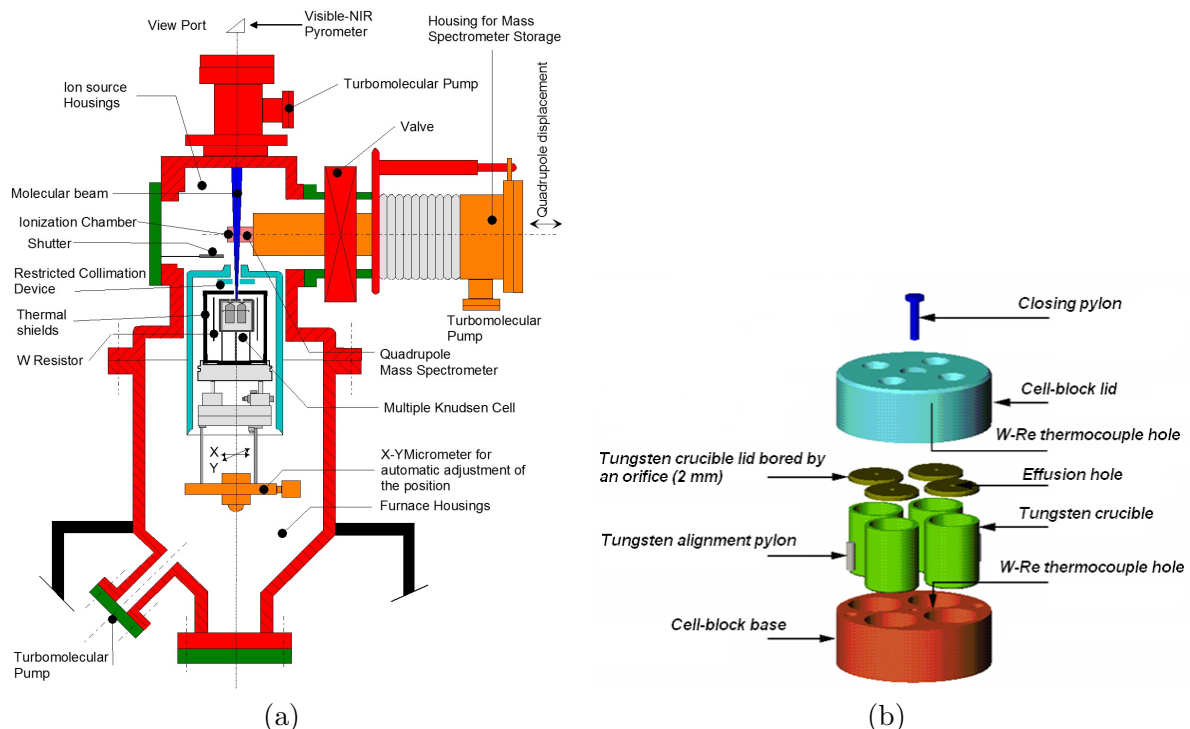 View Port
Visible-NIR
Pyrometer
Housing for Mass
Spectrometer Storage
Turbomolecular Pump
Ion source
Housings
Valve
Quadrupole displacement
Molecular beam
Ionization Chamber
Shutter
Restricted Collimation
Device
Thermal
shields
W Resistor
Turbomolecular
Pump
Quadrupole
Mass Spectrometer
Multiple Knudsen Cell
X
Y
X-YMicrometer for
automatic adjustment of
the position
Furnace Housings
Turbomolecular
Pump
(a)
Closing pylon
Cell-block lid
W-Re thermocouple hole
Tungsten crucible lid bored by
an orifice (2 mm)
Effusion hole
Tungsten crucible
Tungsten alignment pylon
W-Re thermocouple hole
Cell-block base
(b)